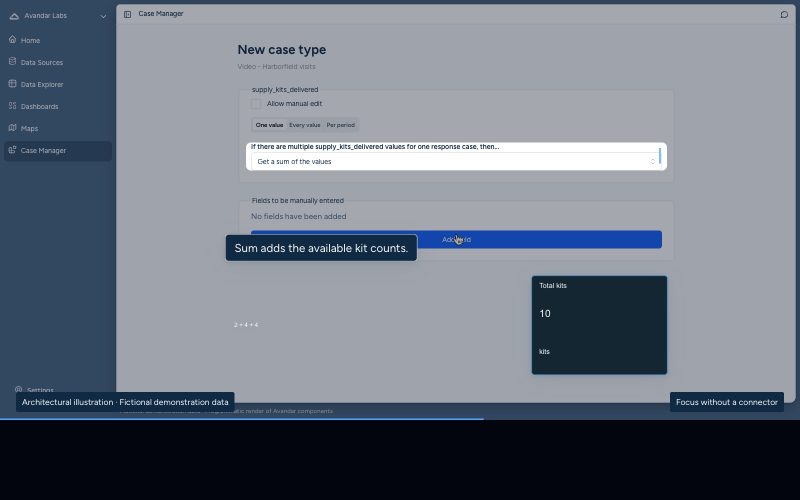 Avandar Labs
Case Manager
Home
Data Sources
Data Explorer
Dashboards
Maps
Case Manager
New case type
Video - Harborfield visits
supply_kits_delivered
Allow manual edit
One value Every value Per period
If there are multiple supply_kits_delivered values for one response case, then...
Get a sum of the values
Fields to be manually entered
No fields have been added
Sum adds the available kit counts.
Total kits
10
kits
2 + 4 + 4
Settings
Architectural illustration · Fictional demonstration data
Focus without a connector
render of Avandar components